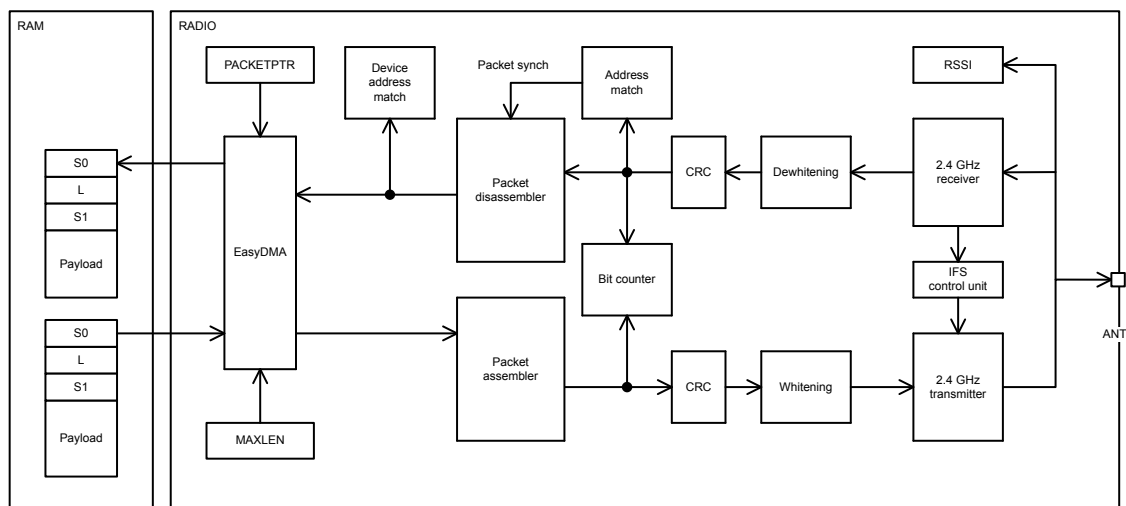 RAM
RADIO
PACKETPTR
Device
address
match
Packet synch
Address
match
RSSI
S0
L
S1
Payload
EasyDMA
Packet
disassembler
CRC
Dewhitening
2.4 GHz
receiver
Bit counter
IFS
control unit
ANT
S0
L
S1
Payload
Packet
assembler
CRC
Whitening
2.4 GHz
transmitter
MAXLEN